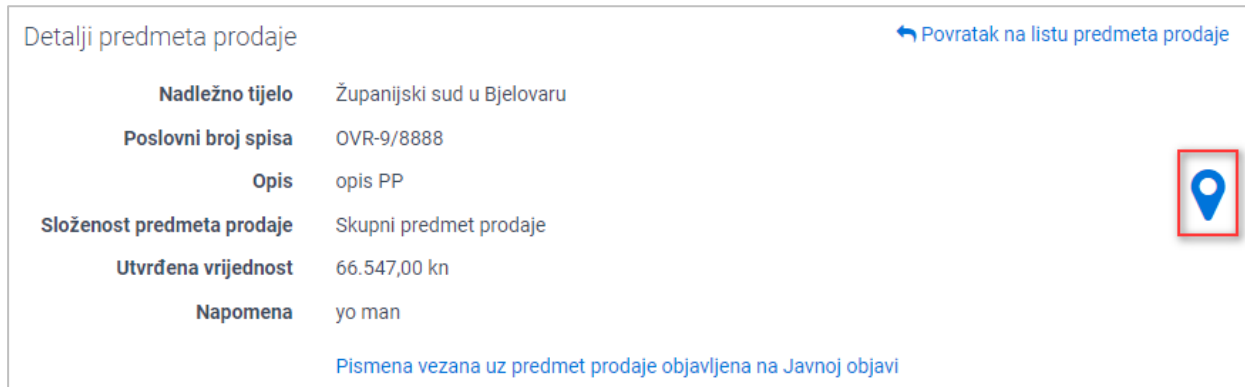 Detalji predmeta prodaje
Povratak na listu predmeta prodaje
Nadležno tijelo Županijski sud u Bjelovaru
Poslovni broj spisa OVR-9/8888
Opis opis PP
Složenost predmeta prodaje Skupni predmet prodaje
Utvrđena vrijednost 66.547,00 kn
Napomena yo man
Pismena vezana uz predmet prodaje objavljena na Javnoj objavi